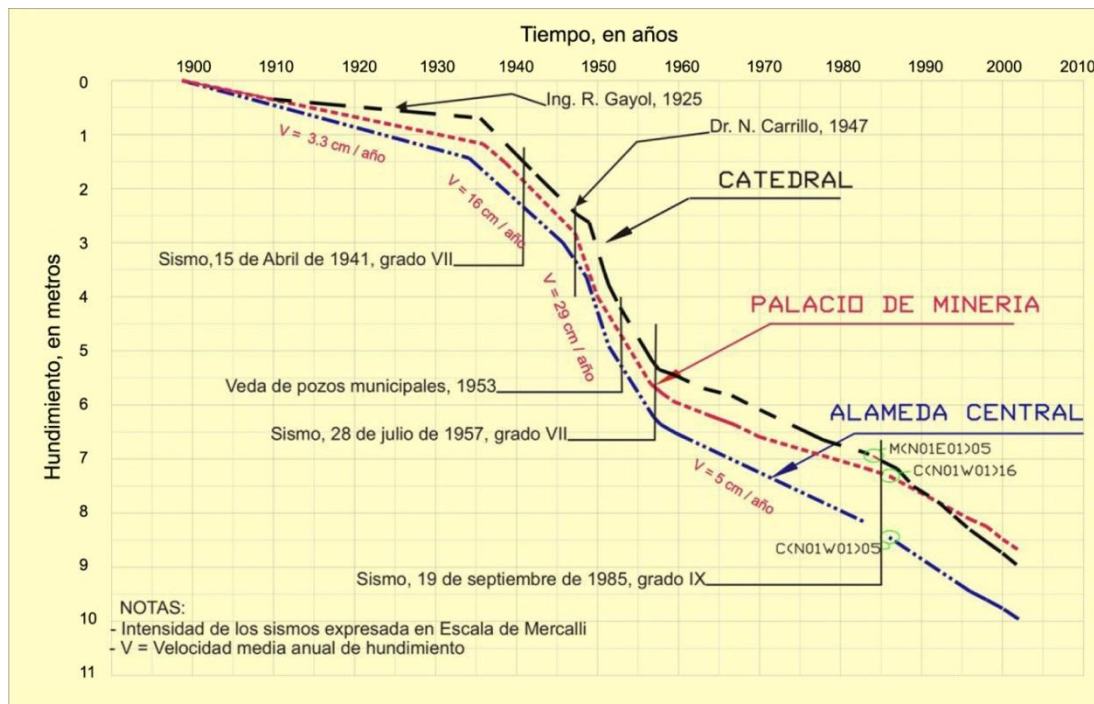 Tiempo, en años
1900 1910 1920 1930 1940 1950 1960 1970 1980 1990 2000 2010
Hundimiento, en metros
0
1
2
3
4
5
6
7
8
9
10
11
Ing. R. Gayol, 1925
Dr. N. Carrillo, 1947
V = 3.3 cm / año
CATEDRAL
V = 16 cm / año
Sismo,15 de Abril de 1941, grado VII
V = 29 cm / año
PALACIO DE MINERIA
Veda de pozos municipales, 1953
ALAMEDA CENTRAL
Sismo, 28 de julio de 1957, grado VII
M(N01E01)05
C(N01W01)16
V = 5 cm / año
C(N01W01)05
Sismo, 19 de septiembre de 1985, grado IX
NOTAS:
- Intensidad de los sismos expresada en Escala de Mercalli
- V = Velocidad media anual de hundimiento